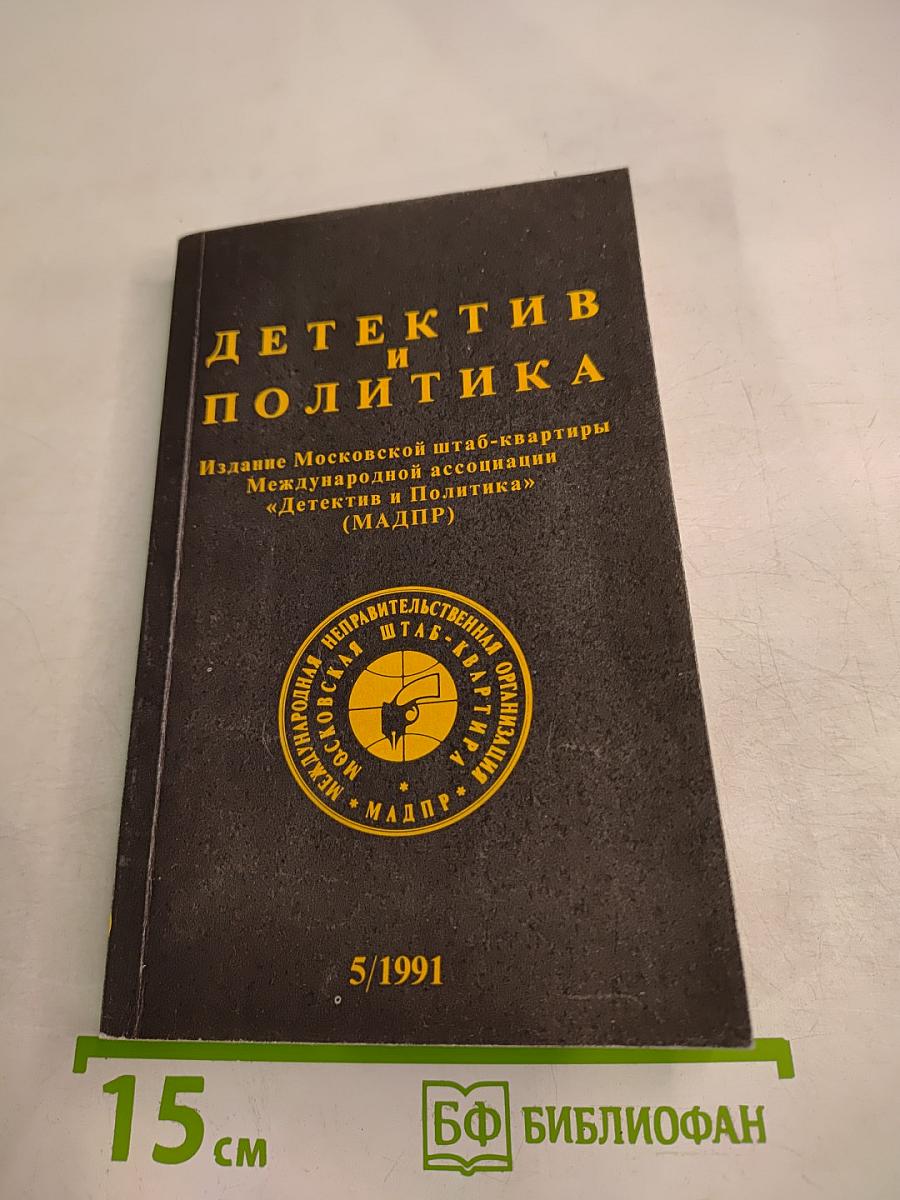 ДЕТЕКТИВ
И
ПОЛИТИКА
Издание Московской штаб-квартиры
Международной ассоциации
«Детектив и Политика»
(МАДПР)
МЕЖДУНАРОДНАЯ НЕПРАВИТЕЛЬСТВЕННАЯ ОРГАНИЗАЦИЯ
МОСКОВСКАЯ ШТАБ-КВАРТИРА
* МАДПР *
5/1991
15 см
БФ БИБЛИОФАН